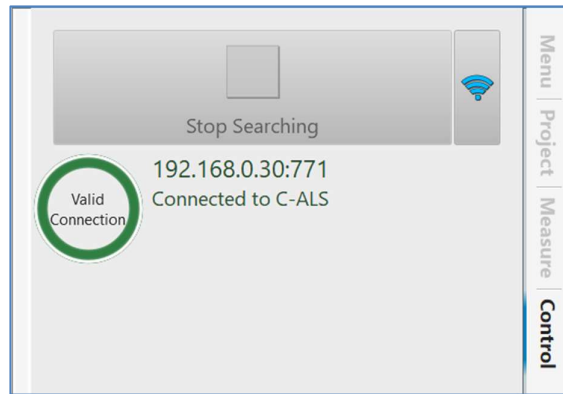 Stop Searching
192.168.0.30:771
Connected to C-ALS
Valid
Connection
Menu
Project
Measure
Control